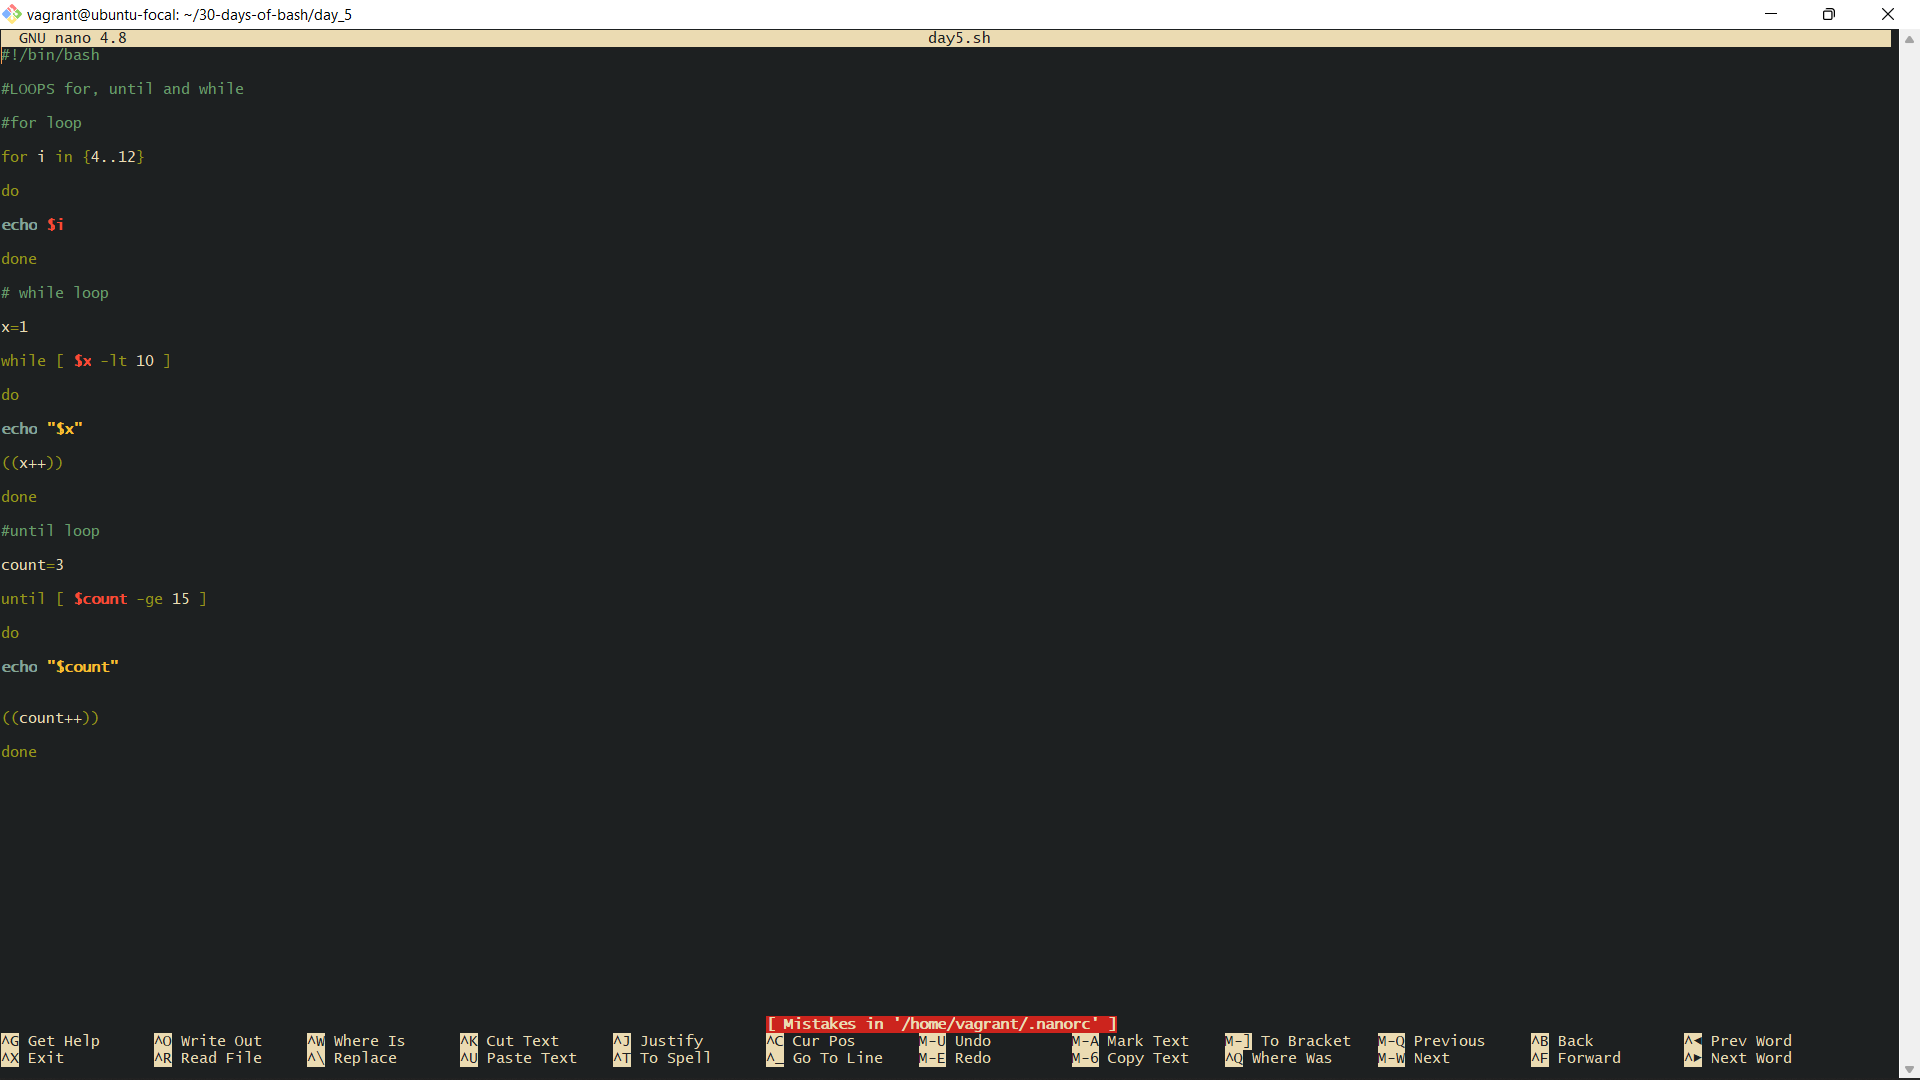 vagrant@ubuntu-focal: ~/30-days-of-bash/day_5
GNU nano 4.8 day5.sh
#!/bin/bash
#LOOPS for, until and while
#for loop
for i in {4..12}
do
echo $i
done
# while loop
x=1
while [ $x -lt 10 ]
do
echo "$x"
((x++))
done
#until loop
count=3
until [ $count -ge 15 ]
do
echo "$count"
((count++))
done
[ Mistakes in '/home/vagrant/.nanorc' ]
^G Get Help ^O Write Out ^W Where Is ^K Cut Text ^J Justify ^C Cur Pos M-U Undo M-A Mark Text M-] To Bracket M-Q Previous ^B Back ^◂ Prev Word
^X Exit ^R Read File ^\ Replace ^U Paste Text ^T To Spell ^_ Go To Line M-E Redo M-6 Copy Text ^Q Where Was M-W Next ^F Forward ^▸ Next Word